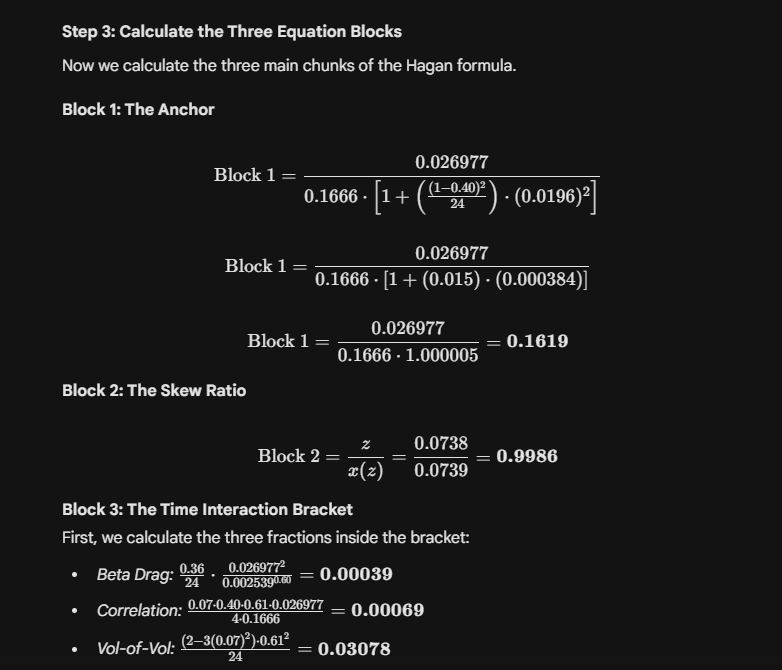 Step 3: Calculate the Three Equation Blocks
Now we calculate the three main chunks of the Hagan formula.
Block 1: The Anchor
Block 1 = 0.026977 / 0.1666 · [1 + ((1−0.40)² / 24) · (0.0196)²]
Block 1 = 0.026977 / 0.1666 · [1 + (0.015) · (0.000384)]
Block 1 = 0.026977 / 0.1666 · 1.000005 = 0.1619
Block 2: The Skew Ratio
Block 2 = z / x(z) = 0.0738 / 0.0739 = 0.9986
Block 3: The Time Interaction Bracket
First, we calculate the three fractions inside the bracket:
• Beta Drag: 0.36 / 24 · 0.026977² / 0.002539^0.60 = 0.00039
• Correlation: 0.07·0.40·0.61·0.026977 / 4·0.1666 = 0.00069
• Vol-of-Vol: (2−3(0.07)²)·0.61² / 24 = 0.03078